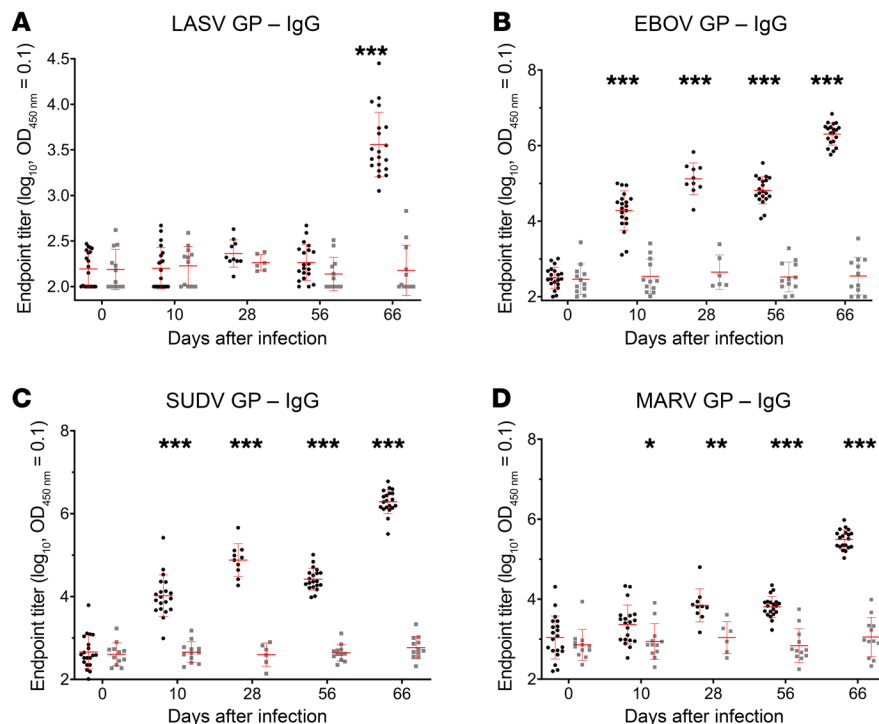 A
LASV GP – IgG
Endpoint titer (log10, OD450 nm = 0.1)
4.5
4.0
3.5
3.0
2.5
2.0
***
0 10 28 56 66
Days after infection
B
EBOV GP – IgG
Endpoint titer (log10, OD450 nm = 0.1)
8
6
4
2
*** *** *** ***
0 10 28 56 66
Days after infection
C
SUDV GP – IgG
Endpoint titer (log10, OD450 nm = 0.1)
8
6
4
2
*** *** *** ***
0 10 28 56 66
Days after infection
D
MARV GP – IgG
Endpoint titer (log10, OD450 nm = 0.1)
8
6
4
2
* ** *** ***
0 10 28 56 66
Days after infection